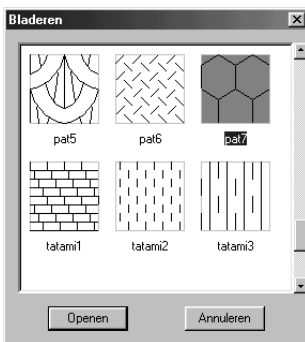 Bladeren
pat5 pat6 pat7
tatami1 tatami2 tatami3
Openen Annuleren